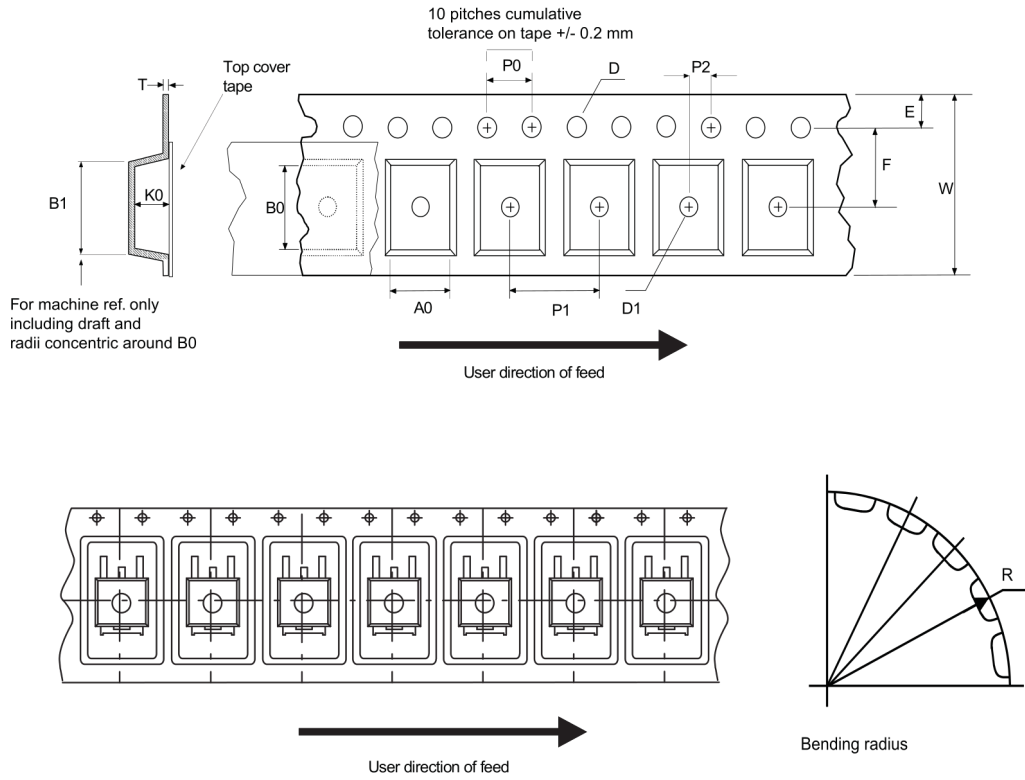 10 pitches cumulative
tolerance on tape +/- 0.2 mm
T
Top cover
tape
P0
D
P2
E
F
W
B1
K0
B0
For machine ref. only
including draft and
radii concentric around B0
A0
P1
D1
User direction of feed
R
Bending radius
User direction of feed